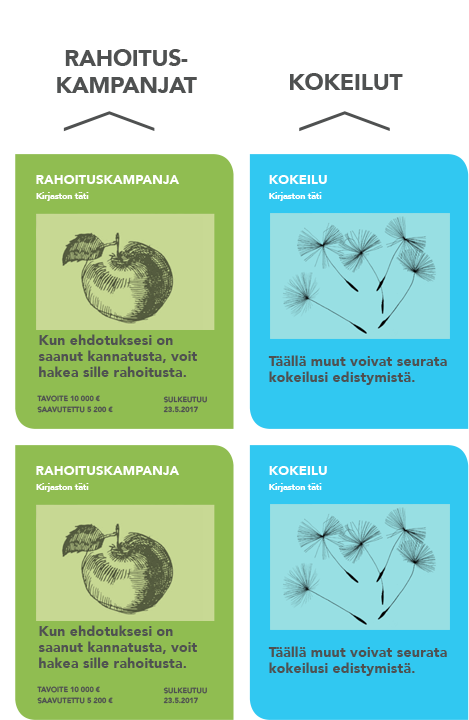 RAHOITUS-
KAMPANJAT
KOKEILUT
RAHOITUSKAMPANJA
Kirjaston täti
Kun ehdotuksesi on
saanut kannatusta, voit
hakea sille rahoitusta.
TAVOITE 10 000 €
SAAVUTETTU 5 200 €
SULKEUTUU
23.5.2017
KOKEILU
Kirjaston täti
Täällä muut voivat seurata
kokeilusi edistymistä.
RAHOITUSKAMPANJA
Kirjaston täti
Kun ehdotuksesi on
saanut kannatusta, voit
hakea sille rahoitusta.
TAVOITE 10 000 €
SAAVUTETTU 5 200 €
SULKEUTUU
23.5.2017
KOKEILU
Kirjaston täti
Täällä muut voivat seurata
kokeilusi edistymistä.